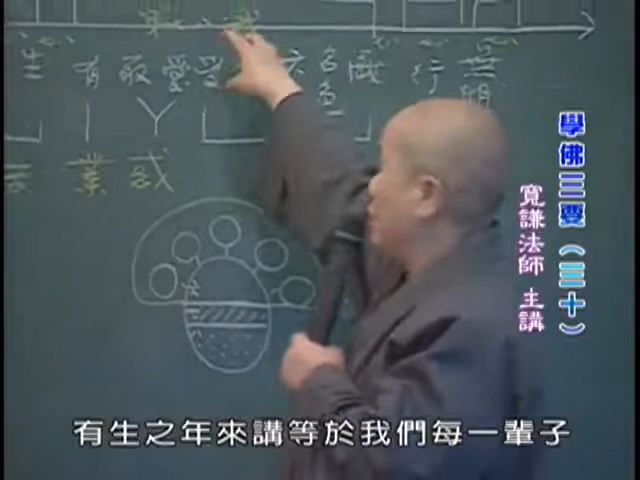 生 有 取 愛 受 六 名色 識 行 無明
業 惑
學佛三要（三十）
寬謙法師 主講
有生之年來講等於我們每一輩子